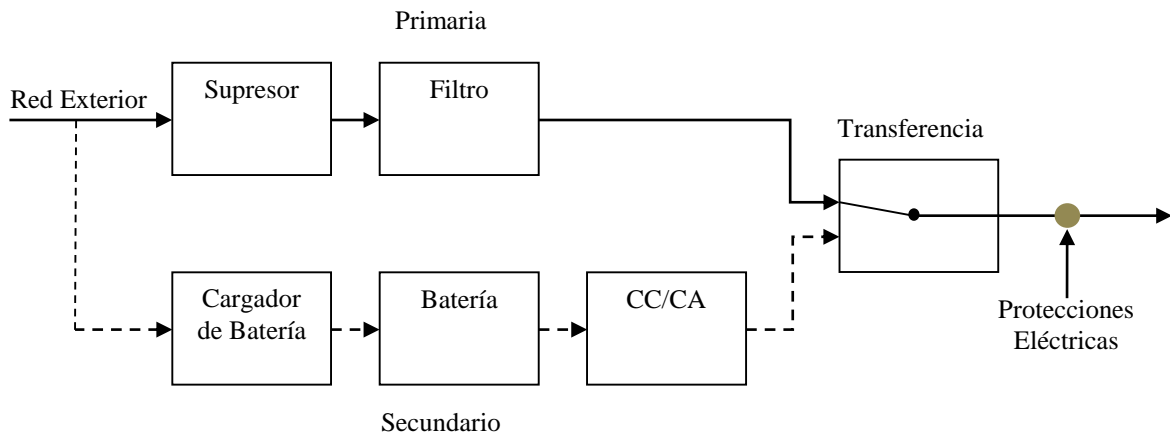 Primaria
Red Exterior
Supresor
Filtro
Transferencia
Cargador
de Batería
Batería
CC/CA
Protecciones
Eléctricas
Secundario